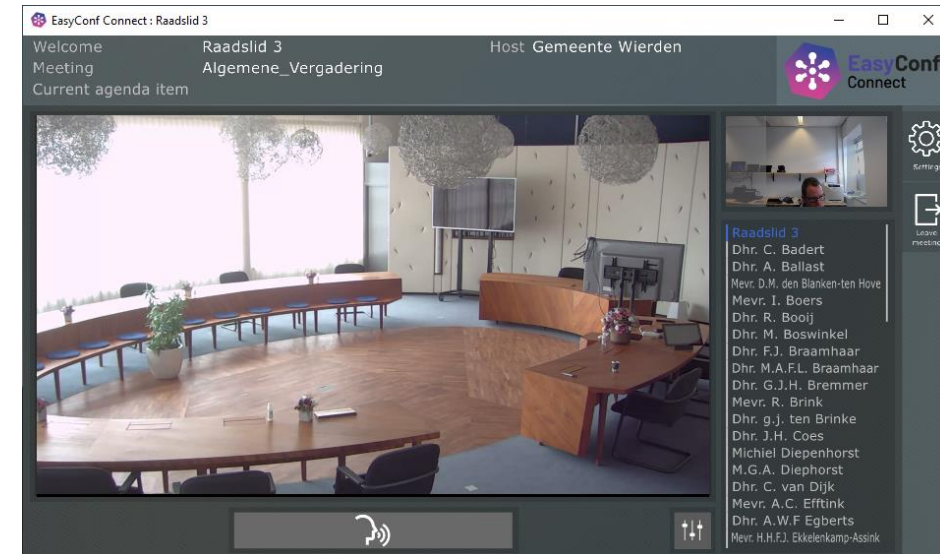 EasyConf Connect : Raadslid 3
Welcome Raadslid 3 Host Gemeente Wierden
Meeting Algemene_Vergadering
Current agenda item
EasyConf
Connect
Settings
Leave
meeting
Raadslid 3
Dhr. C. Badert
Dhr. A. Ballast
Mevr. D.M. den Blanken-ten Hove
Mevr. I. Boers
Dhr. R. Booij
Dhr. M. Boswinkel
Dhr. F.J. Braamhaar
Dhr. M.A.F.L. Braamhaar
Dhr. G.J.H. Bremmer
Mevr. R. Brink
Dhr. g.j. ten Brinke
Dhr. J.H. Coes
Michiel Diepenhorst
M.G.A. Diephorst
Dhr. C. van Dijk
Mevr. A.C. Efftink
Dhr. A.W.F Egberts
Mevr. H.H.F.J. Ekkelenkamp-Assink